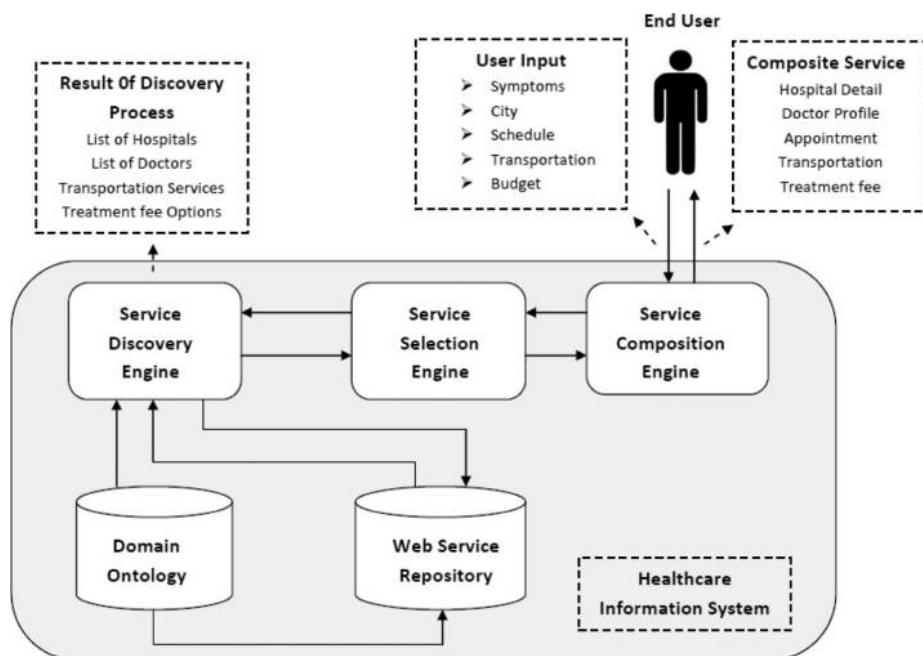 End User
Result 0f Discovery
Process
List of Hospitals
List of Doctors
Transportation Services
Treatment fee Options
User Input
➤ Symptoms
➤ City
➤ Schedule
➤ Transportation
➤ Budget
Composite Service
Hospital Detail
Doctor Profile
Appointment
Transportation
Treatment fee
Service
Discovery
Engine
Service
Selection
Engine
Service
Composition
Engine
Domain
Ontology
Web Service
Repository
Healthcare
Information System